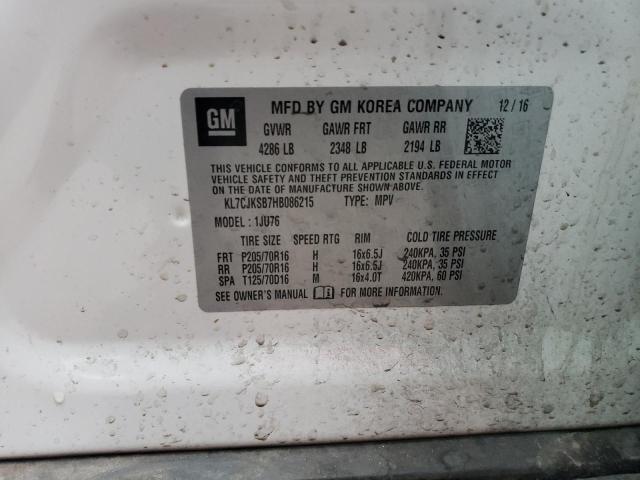 GM
MFD BY GM KOREA COMPANY 12/16
GVWR GAWR FRT GAWR RR
4286 LB 2348 LB 2194 LB
THIS VEHICLE CONFORMS TO ALL APPLICABLE U.S. FEDERAL MOTOR
VEHICLE SAFETY AND THEFT PREVENTION STANDARDS IN EFFECT
ON THE DATE OF MANUFACTURE SHOWN ABOVE.
KL7CJKSB7HB086215 TYPE: MPV
MODEL: 1JU76
TIRE SIZE SPEED RTG RIM COLD TIRE PRESSURE
FRT P205/70R16 H 16x6.5J 240KPA, 35 PSI
RR P205/70R16 H 16x6.5J 240KPA, 35 PSI
SPA T125/70D16 M 16x4.0T 420KPA, 60 PSI
SEE OWNER'S MANUAL FOR MORE INFORMATION.